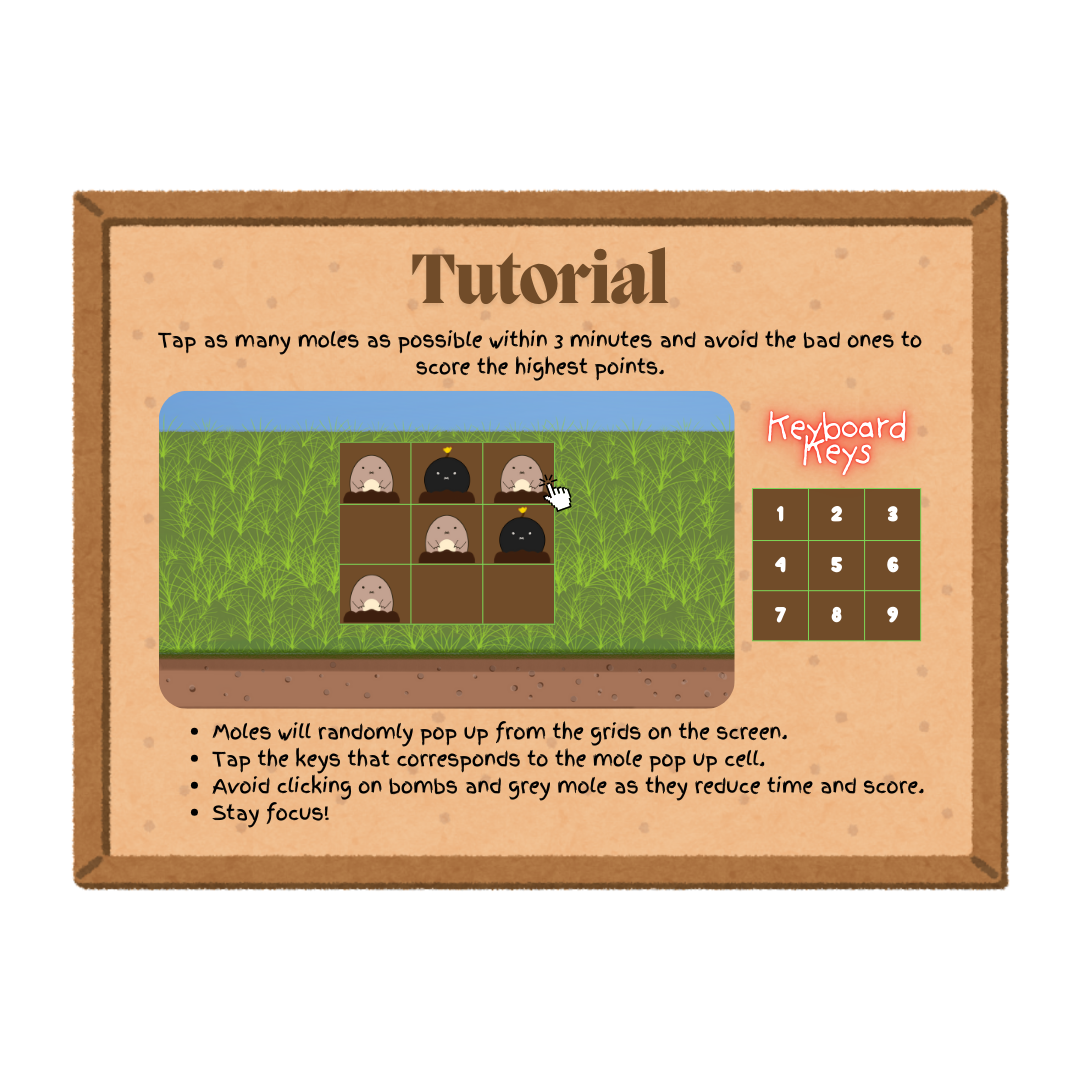 Tutorial
Tap as many moles as possible within 3 minutes and avoid the bad ones to
score the highest points.
Keyboard
Keys
1 2 3
4 5 6
7 8 9
• Moles will randomly pop up from the grids on the screen.
• Tap the keys that corresponds to the mole pop up cell.
• Avoid clicking on bombs and grey mole as they reduce time and score.
• Stay focus!